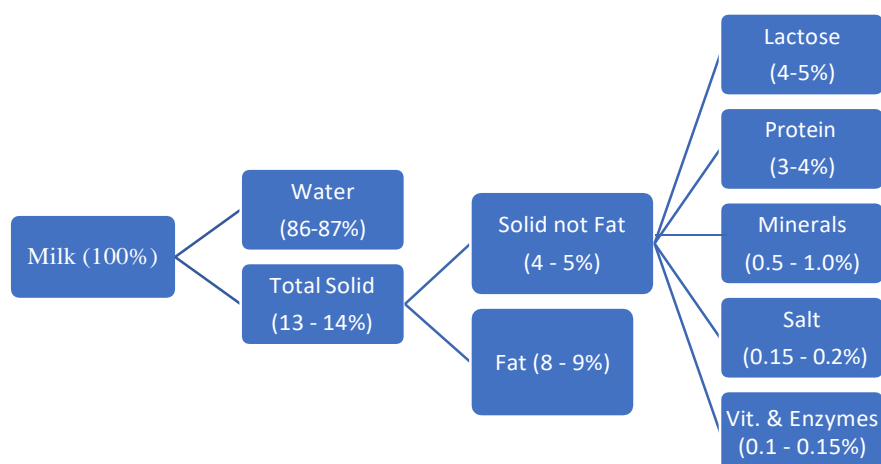 Milk (100%)
Water
(86-87%)
Total Solid
(13 - 14%)
Solid not Fat
(4 - 5%)
Fat (8 - 9%)
Lactose
(4-5%)
Protein
(3-4%)
Minerals
(0.5 - 1.0%)
Salt
(0.15 - 0.2%)
Vit. & Enzymes
(0.1 - 0.15%)